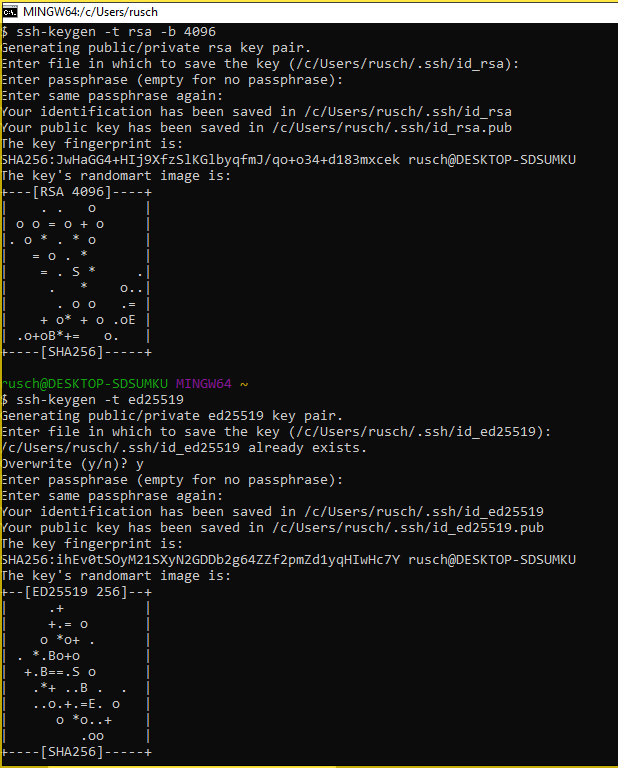 MINGW64:/c/Users/rusch
$ ssh-keygen -t rsa -b 4096
Generating public/private rsa key pair.
Enter file in which to save the key (/c/Users/rusch/.ssh/id_rsa):
Enter passphrase (empty for no passphrase):
Enter same passphrase again:
Your identification has been saved in /c/Users/rusch/.ssh/id_rsa
Your public key has been saved in /c/Users/rusch/.ssh/id_rsa.pub
The key fingerprint is:
SHA256:JwHaGG4+HIj9XfzSlKGlbyqfmJ/qo+o34+d183mxcek rusch@DESKTOP-SDSUMKU
The key's randomart image is:
+---[RSA 4096]----+
|    . .   o      |
| o o = o + o     |
|. o * . * o      |
|   = o . *       |
|    = . S *     .|
|     .   *    o..|
|      . o o   .= |
|    + o* + o .oE |
| .o+oB*+=   o.   |
+----[SHA256]-----+
rusch@DESKTOP-SDSUMKU MINGW64 ~
$ ssh-keygen -t ed25519
Generating public/private ed25519 key pair.
Enter file in which to save the key (/c/Users/rusch/.ssh/id_ed25519):
/c/Users/rusch/.ssh/id_ed25519 already exists.
Overwrite (y/n)? y
Enter passphrase (empty for no passphrase):
Enter same passphrase again:
Your identification has been saved in /c/Users/rusch/.ssh/id_ed25519
Your public key has been saved in /c/Users/rusch/.ssh/id_ed25519.pub
The key fingerprint is:
SHA256:ihEv0tSOyM21SXyN2GDDb2g64ZZf2pmZd1yqHIwHc7Y rusch@DESKTOP-SDSUMKU
The key's randomart image is:
+--[ED25519 256]--+
|     .+          |
|     +.= o       |
|    o *o+ .      |
| . *.Bo+o        |
|  +.B==.S o      |
|   .*+ ..B .  .  |
|   ..o.+.=E. o   |
|      o *o..+    |
|         .oo     |
+----[SHA256]-----+